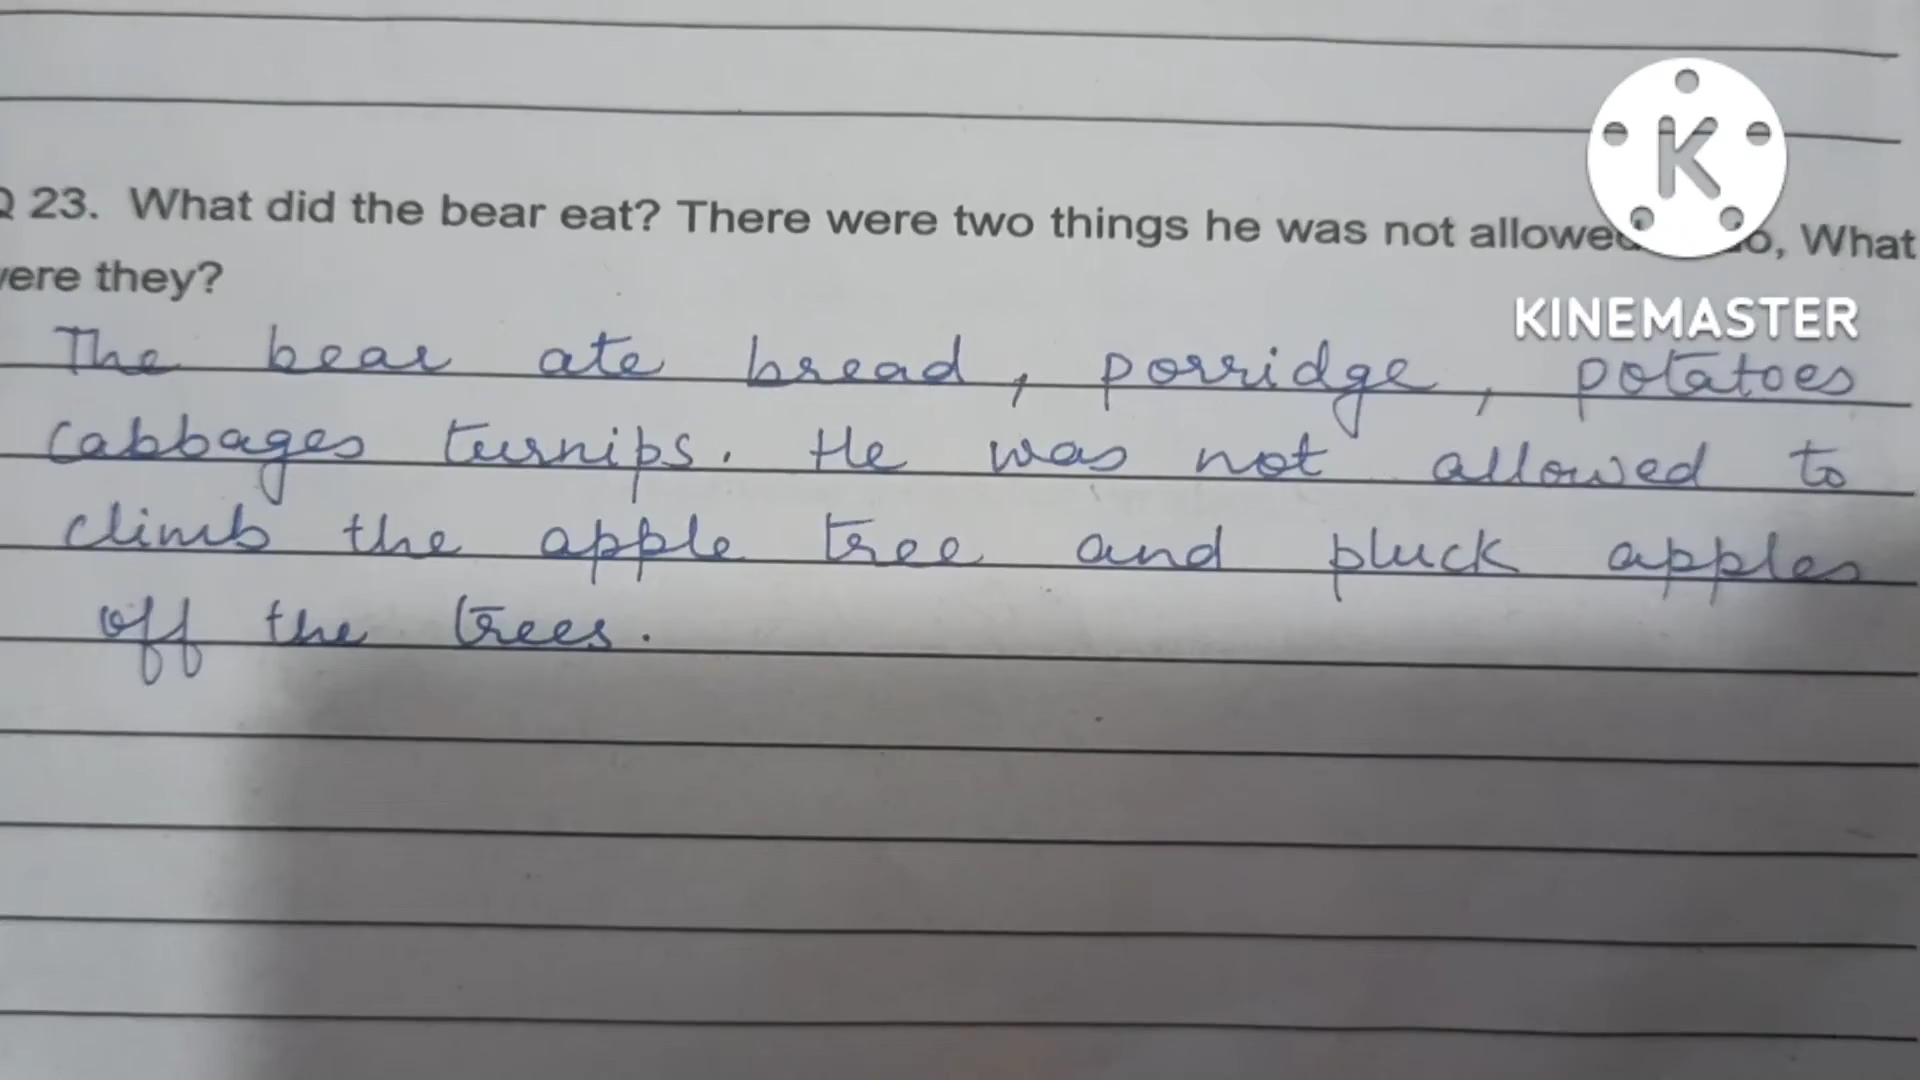 23. What did the bear eat? There were two things he was not allowed, What
they?
KINEMASTER
The bear ate bread, porridge, potatoes
cabbages turnips. He was not allowed to
climb the apple tree and pluck apples
off the trees.